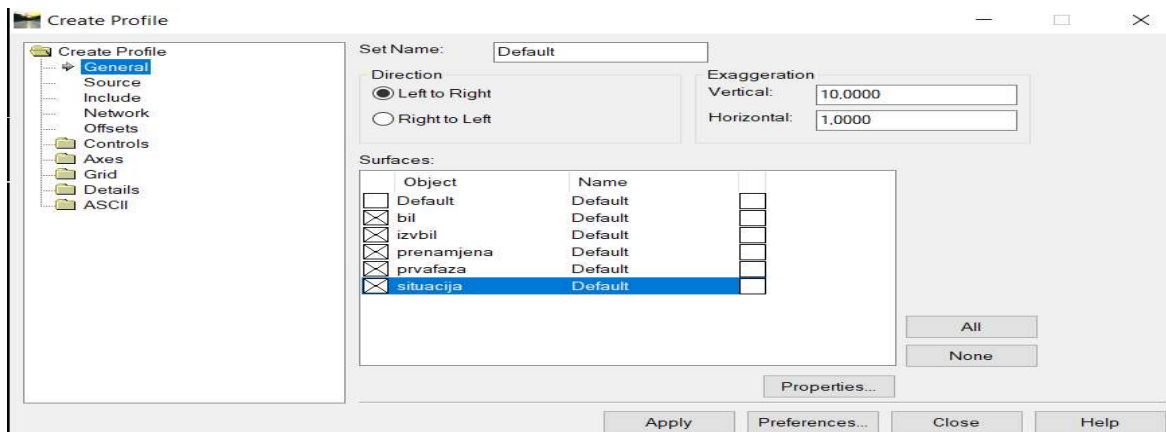 Create Profile
Create Profile
General
Source
Include
Network
Offsets
Controls
Axes
Grid
Details
ASCII
Set Name: Default
Direction
Left to Right
Right to Left
Exaggeration
Vertical: 10,0000
Horizontal: 1,0000
Surfaces:
Object Name
Default Default
bil Default
izvbil Default
prenamjena Default
prvafaza Default
situacija Default
All
None
Properties...
Apply Preferences... Close Help